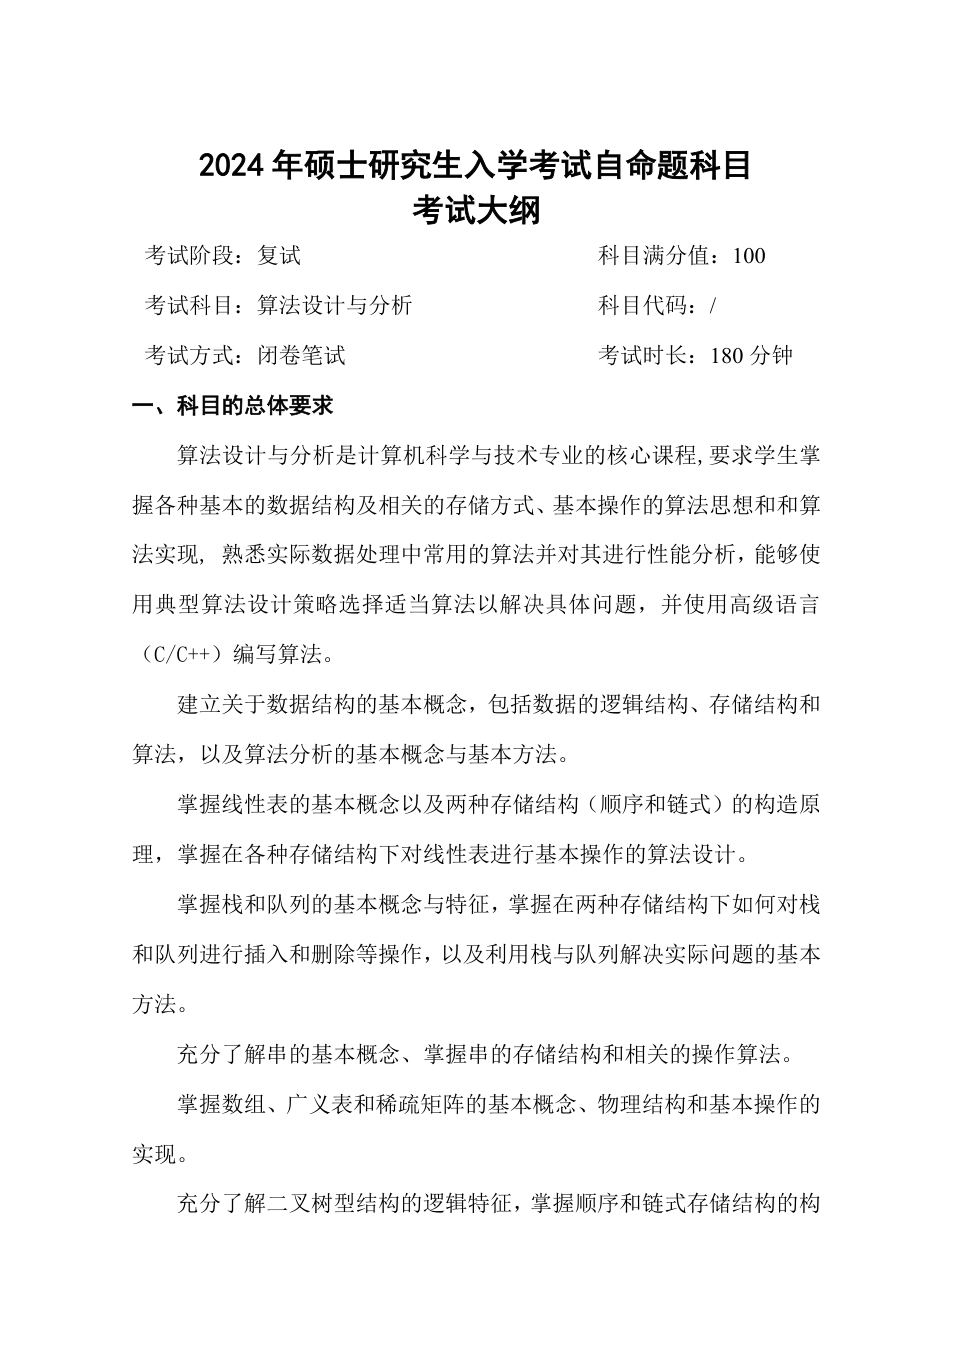 2024 年硕士研究生入学考试自命题科目
考试大纲
考试阶段：复试 科目满分值：100
考试科目：算法设计与分析 科目代码：/
考试方式：闭卷笔试 考试时长：180 分钟
一、科目的总体要求
算法设计与分析是计算机科学与技术专业的核心课程,要求学生掌
握各种基本的数据结构及相关的存储方式、基本操作的算法思想和和算
法实现, 熟悉实际数据处理中常用的算法并对其进行性能分析，能够使
用典型算法设计策略选择适当算法以解决具体问题，并使用高级语言
（C/C++）编写算法。
建立关于数据结构的基本概念，包括数据的逻辑结构、存储结构和
算法，以及算法分析的基本概念与基本方法。
掌握线性表的基本概念以及两种存储结构（顺序和链式）的构造原
理，掌握在各种存储结构下对线性表进行基本操作的算法设计。
掌握栈和队列的基本概念与特征，掌握在两种存储结构下如何对栈
和队列进行插入和删除等操作，以及利用栈与队列解决实际问题的基本
方法。
充分了解串的基本概念、掌握串的存储结构和相关的操作算法。
掌握数组、广义表和稀疏矩阵的基本概念、物理结构和基本操作的
实现。
充分了解二叉树型结构的逻辑特征，掌握顺序和链式存储结构的构